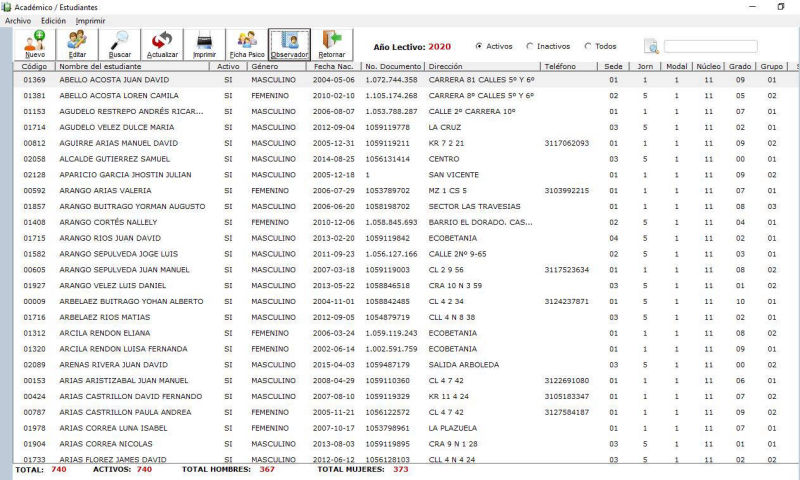 Académico / Estudiantes
Archivo Edición Imprimir
Nuevo Editar Buscar Actualizar Imprimir Ficha Psico Observador Retornar
Año Lectivo: 2020 Activos Inactivos Todos
Código Nombre del estudiante Activo Género Fecha Nac. No. Documento Dirección Teléfono Sede Jorn Modal Núcleo Grado Grupo S
01369 ABELLO ACOSTA JUAN DAVID SI MASCULINO 2004-05-06 1.072.744.358 CARRERA 81 CALLES 5º Y 6º 01 1 1 11 09 01
01381 ABELLO ACOSTA LOREN CAMILA SI FEMENINO 2010-02-10 1.105.174.268 CARRERA 8º CALLES 5º Y 6º 02 5 1 11 05 02
01153 AGUDELO RESTREPO ANDRÉS RICAR... SI MASCULINO 2006-08-07 1.053.788.287 CALLE 2º CARRERA 10º 01 1 1 11 07 01
01714 AGUDELO VELEZ DULCE MARIA SI MASCULINO 2012-09-04 1059119778 LA CRUZ 03 5 1 11 02 01
00812 AGUIRRE ARIAS MANUEL DAVID SI MASCULINO 2005-12-31 1059119211 KR 7 2 21 3117062093 01 1 1 11 09 02
02058 ALCALDE GUTIERREZ SAMUEL SI MASCULINO 2014-08-25 1056131414 CENTRO 03 5 1 11 00 02
02128 APARICIO GARCIA JHOSTIN JULIAN SI MASCULINO 2005-12-18 1 SAN VICENTE 01 1 1 11 09 02
00592 ARANGO ARIAS VALERIA SI FEMENINO 2006-07-29 1053789702 MZ 1 CS 5 3103992215 01 1 1 11 07 01
01857 ARANGO BUITRAGO YORMAN AUGUSTO SI MASCULINO 2006-06-20 1058198702 SECTOR LAS TRAVESIAS 01 1 1 11 08 03
01408 ARANGO CORTÉS NALLELY SI FEMENINO 2010-12-06 1.058.845.693 BARRIO EL DORADO. CAS... 02 5 1 11 04 01
01715 ARANGO RIOS JUAN DAVID SI MASCULINO 2013-02-20 1059119842 ECOBETANIA 04 5 1 11 02 01
01582 ARANGO SEPULVEDA JOGE LUIS SI MASCULINO 2011-09-23 1.056.127.166 CALLE 2Nº 9-65 02 5 1 11 03 01
00605 ARANGO SEPULVEDA JUAN MANUEL SI MASCULINO 2007-03-18 1059119003 CL 2 9 56 3117523634 01 1 1 11 08 02
01927 ARANGO VELEZ LUIS DANIEL SI MASCULINO 2013-05-22 1058846518 CRA 10 N 3 59 03 5 1 11 01 02
00009 ARBELAEZ BUITRAGO YOHAN ALBERTO SI MASCULINO 2004-11-01 1058842485 CL 4 2 34 3124237871 01 1 1 11 10 01
01716 ARBELAEZ RIOS MATIAS SI MASCULINO 2012-09-05 1054879719 CLL 4 N 8 38 03 5 1 11 02 01
01312 ARCILA RENDON ELIANA SI FEMENINO 2006-03-24 1.059.119.243 ECOBETANIA 01 1 1 11 08 02
01320 ARCILA RENDON LUISA FERNANDA SI FEMENINO 2002-06-14 1.002.591.759 ECOBETANIA 01 1 1 11 09 01
02089 ARENAS RIVERA JUAN DAVID SI MASCULINO 2015-04-03 1059487179 SALIDA ARBOLEDA 03 5 1 11 00 02
00153 ARIAS ARISTIZABAL JUAN MANUEL SI MASCULINO 2008-04-29 1059110360 CL 4 7 42 3122691080 01 1 1 11 06 01
00424 ARIAS CASTRILLON DAVID FERNANDO SI MASCULINO 2007-08-10 1059119329 KR 11 4 24 3105183347 01 1 1 11 07 02
00787 ARIAS CASTRILLON PAULA ANDREA SI FEMENINO 2005-11-21 1056122572 CL 4 7 42 3127584187 01 1 1 11 09 02
01978 ARIAS CORREA LUNA ISABEL SI FEMENINO 2007-10-17 1053798961 LA PLAZUELA 01 1 1 11 07 01
01904 ARIAS CORREA NICOLAS SI MASCULINO 2013-08-03 1059119895 CRA 9 N 1 28 03 5 1 11 01 01
01733 ARIAS FLOREZ JAMES DAVID SI MASCULINO 2012-06-12 1056128103 CLL 4 N 4 24 03 5 1 11 02 02
TOTAL: 740 ACTIVOS: 740 TOTAL HOMBRES: 367 TOTAL MUJERES: 373